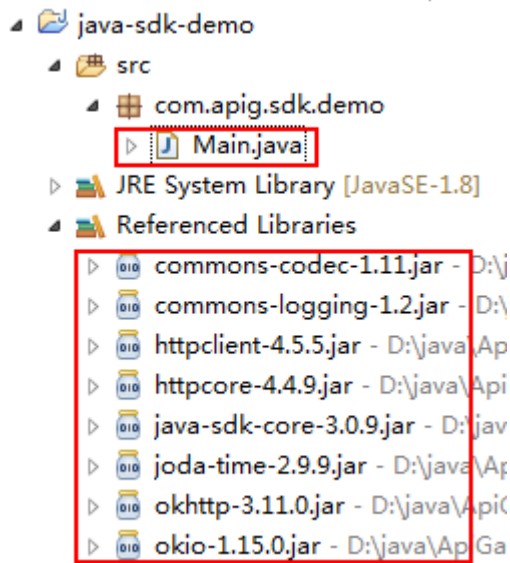 java-sdk-demo
src
com.apig.sdk.demo
Main.java
JRE System Library [JavaSE-1.8]
Referenced Libraries
commons-codec-1.11.jar - D:\j
commons-logging-1.2.jar - D:\
httpclient-4.5.5.jar - D:\java\Ap
httpcore-4.4.9.jar - D:\java\Api
java-sdk-core-3.0.9.jar - D:\jav
joda-time-2.9.9.jar - D:\java\Ap
okhttp-3.11.0.jar - D:\java\ApiG
okio-1.15.0.jar - D:\java\ApiGa